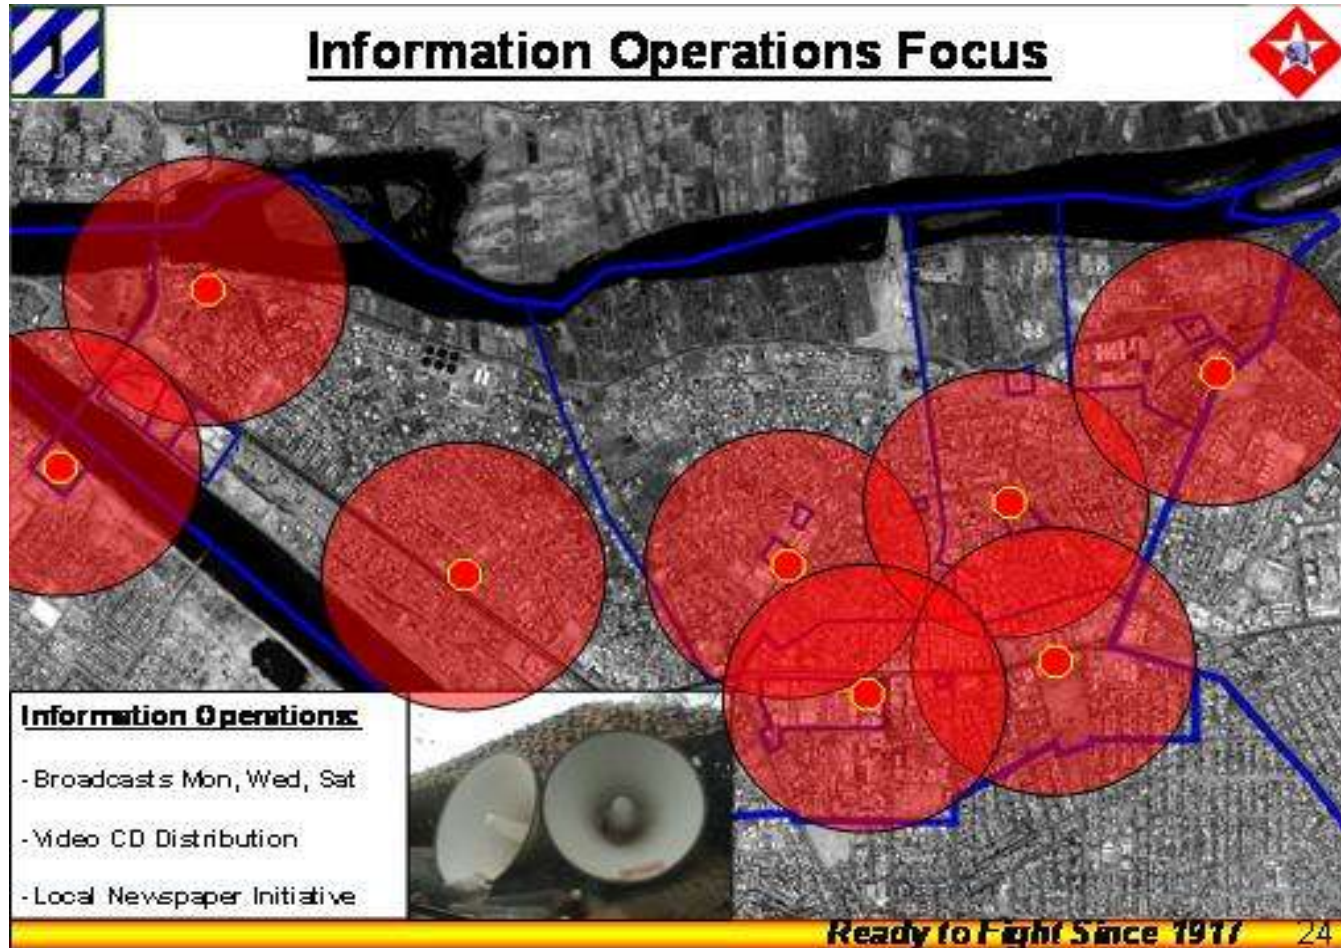 1
Information Operations Focus
Information Operations:
- Broadcasts Mon, Wed, Sat
- Video CD Distribution
- Local Newspaper Initiative
Ready to Fight Since 1917
24